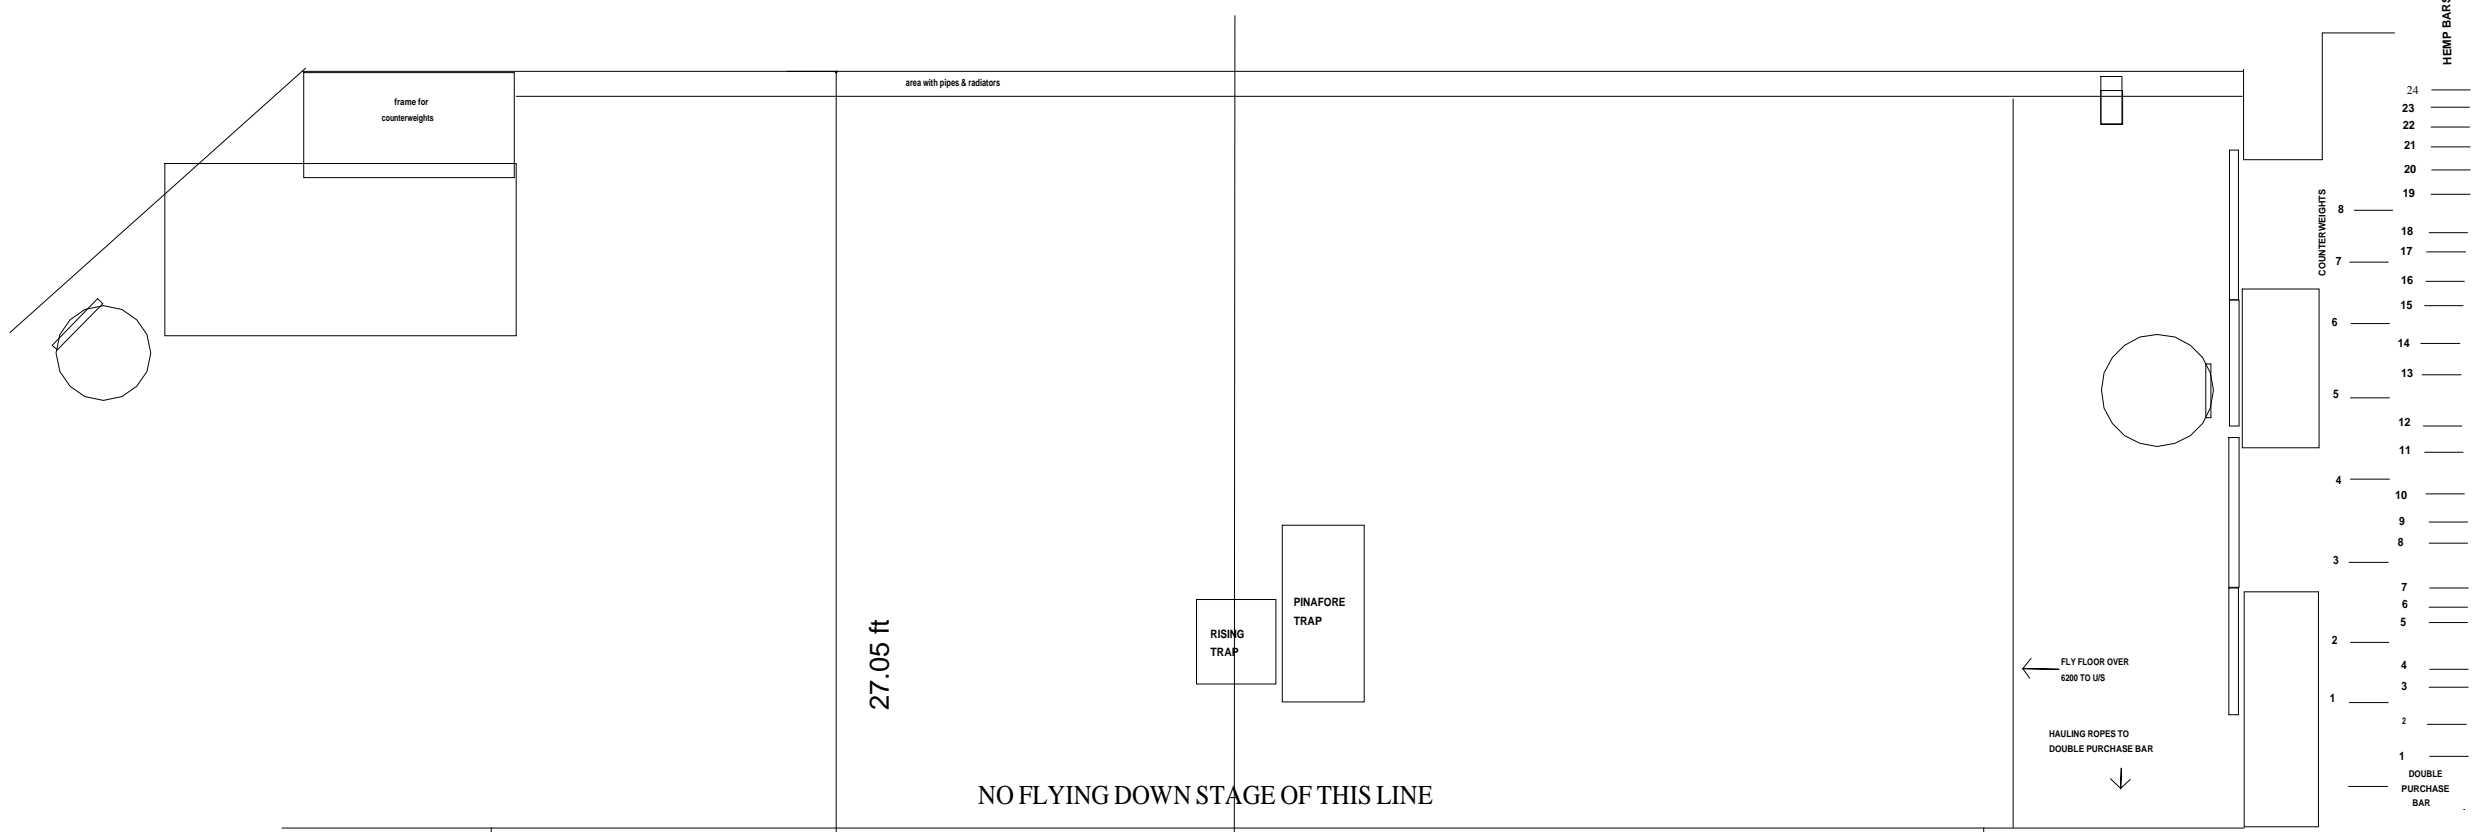 HEMP BARS
area with pipes & radiators
frame for
counterweights
24
23
22
21
20
19
COUNTERWEIGHTS
8
18
17
7
16
15
6
14
13
5
12
11
4
10
9
8
3
7
6
5
2
4
3
1
2
1
PINAFORE
TRAP
RISING
TRAP
27.05 ft
FLY FLOOR OVER
6200 TO U/S
HAULING ROPES TO
DOUBLE PURCHASE BAR
DOUBLE
PURCHASE
BAR
NO FLYING DOWN STAGE OF THIS LINE